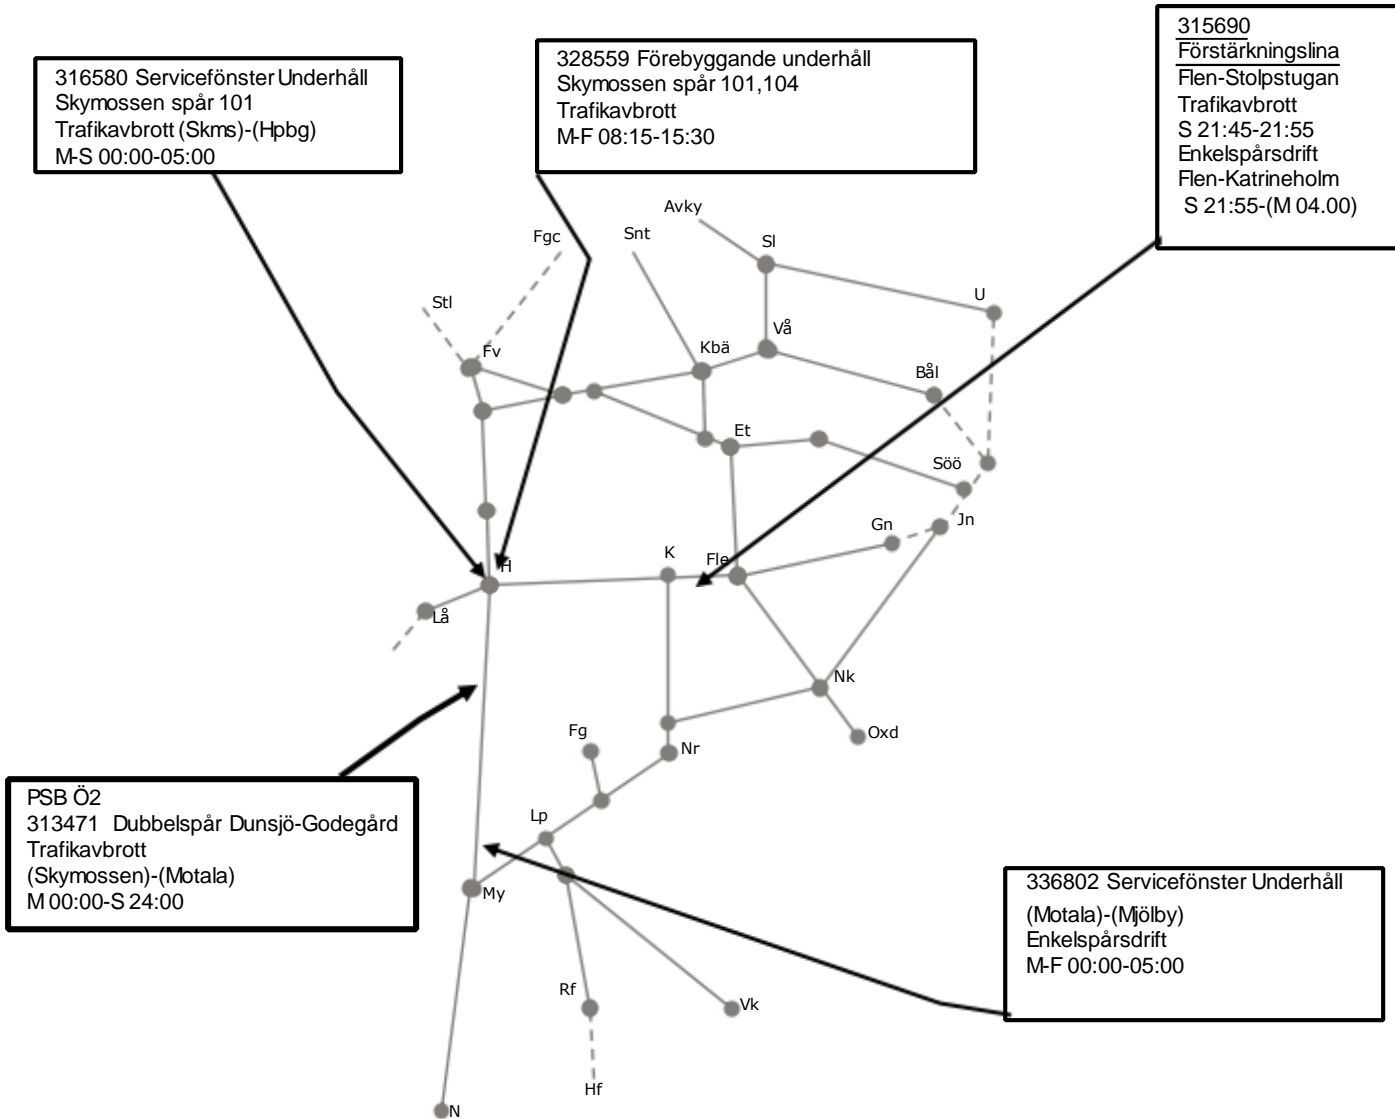 316580 Servicefönster Underhåll
Skymossen spår 101
Trafikavbrott (Skms)-(Hpbg)
M-S 00:00-05:00
328559 Förebyggande underhåll
Skymossen spår 101,104
Trafikavbrott
M-F 08:15-15:30
315690
Förstärkningslina
Flen-Stolpstugan
Trafikavbrott
S 21:45-21:55
Enkelspårsdrift
Flen-Katrineholm
S 21:55-(M 04.00)
Avky
Snt
Fgc
Sl
Stl
U
Vå
Fv
Kbä
Bål
Et
Söö
Gn
Jn
K
Fle
H
Lå
Nk
Oxd
Fg
Nr
Lp
My
Rf
Vk
Hf
N
PSB Ö2
313471 Dubbelspår Dunsjö-Godegård
Trafikavbrott
(Skymossen)-(Motala)
M 00:00-S 24:00
336802 Servicefönster Underhåll
(Motala)-(Mjölby)
Enkelspårsdrift
M-F 00:00-05:00